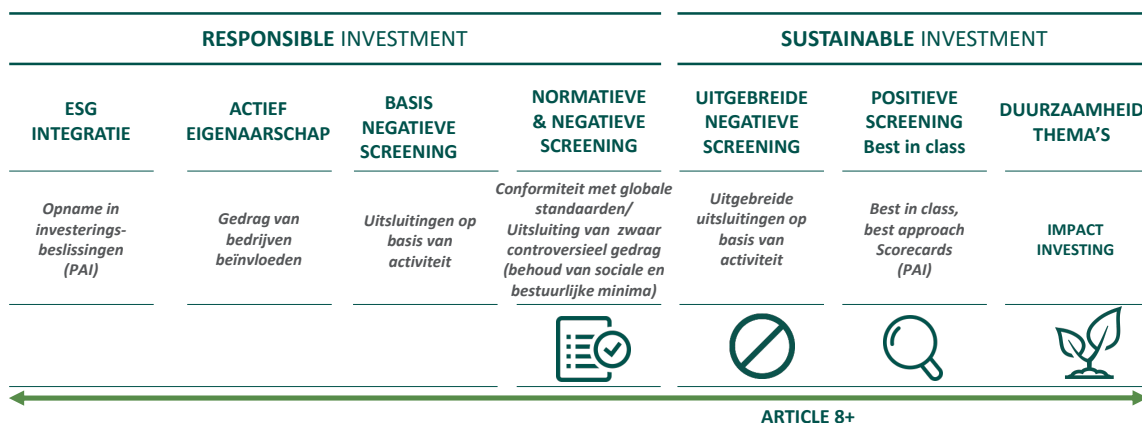 RESPONSIBLE INVESTMENT
SUSTAINABLE INVESTMENT
ESG
INTEGRATIE
ACTIEF
EIGENAARSCHAP
BASIS
NEGATIEVE
SCREENING
NORMATIEVE
& NEGATIEVE
SCREENING
UITGEBREIDE
NEGATIEVE
SCREENING
POSITIEVE
SCREENING
Best in class
DUURZAAMHEID
THEMA'S
Opname in
investerings-
beslissingen
(PAI)
Gedrag van
bedrijven
beïnvloeden
Uitsluitingen op
basis van
activiteit
Conformiteit met globale
standaarden/
Uitsluiting van zwaar
controversieel gedrag
(behoud van sociale en
bestuurlijke minima)
Uitgebreide
uitsluitingen op
basis van
activiteit
Best in class,
best approach
Scorecards
(PAI)
IMPACT
INVESTING
ARTICLE 8+